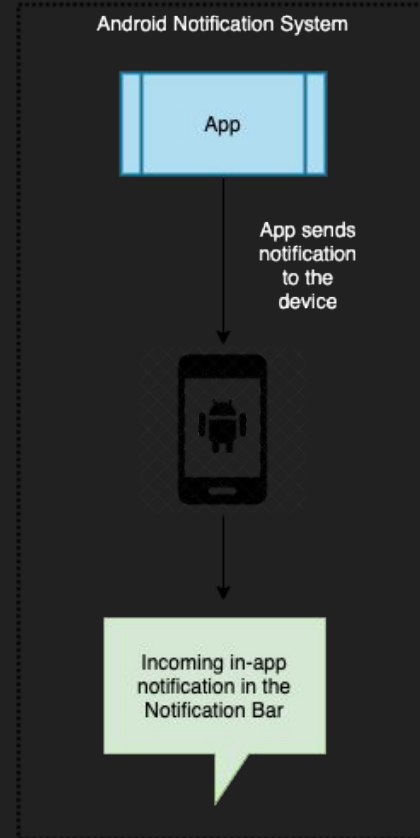 Android Notification System
App
App sends
notification
to the
device
Incoming in-app
notification in the
Notification Bar